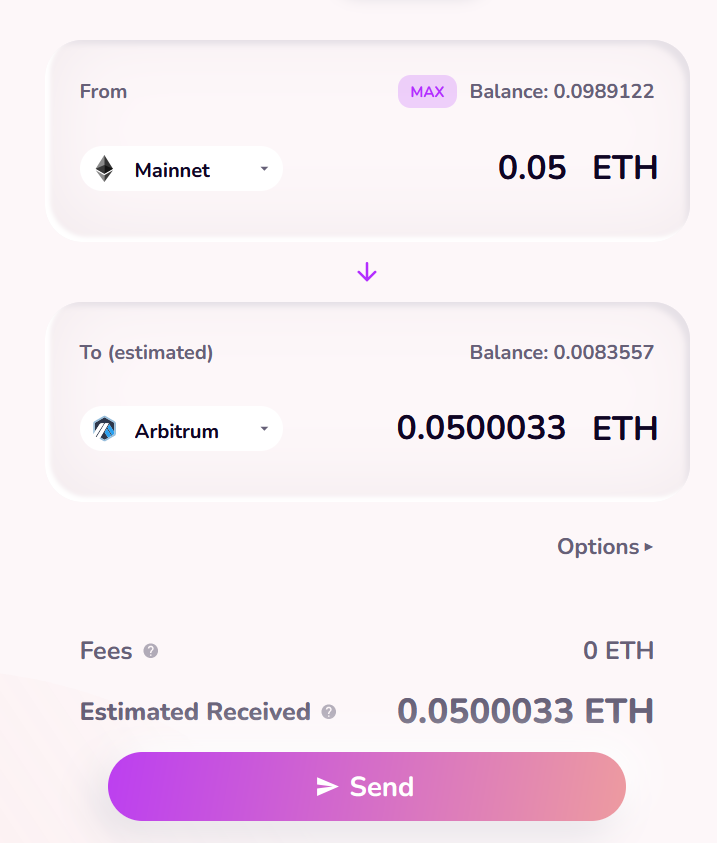 From MAX Balance: 0.0989122
Mainnet 0.05 ETH
To (estimated) Balance: 0.0083557
Arbitrum 0.0500033 ETH
Options ▸
Fees ? 0 ETH
Estimated Received ? 0.0500033 ETH
Send